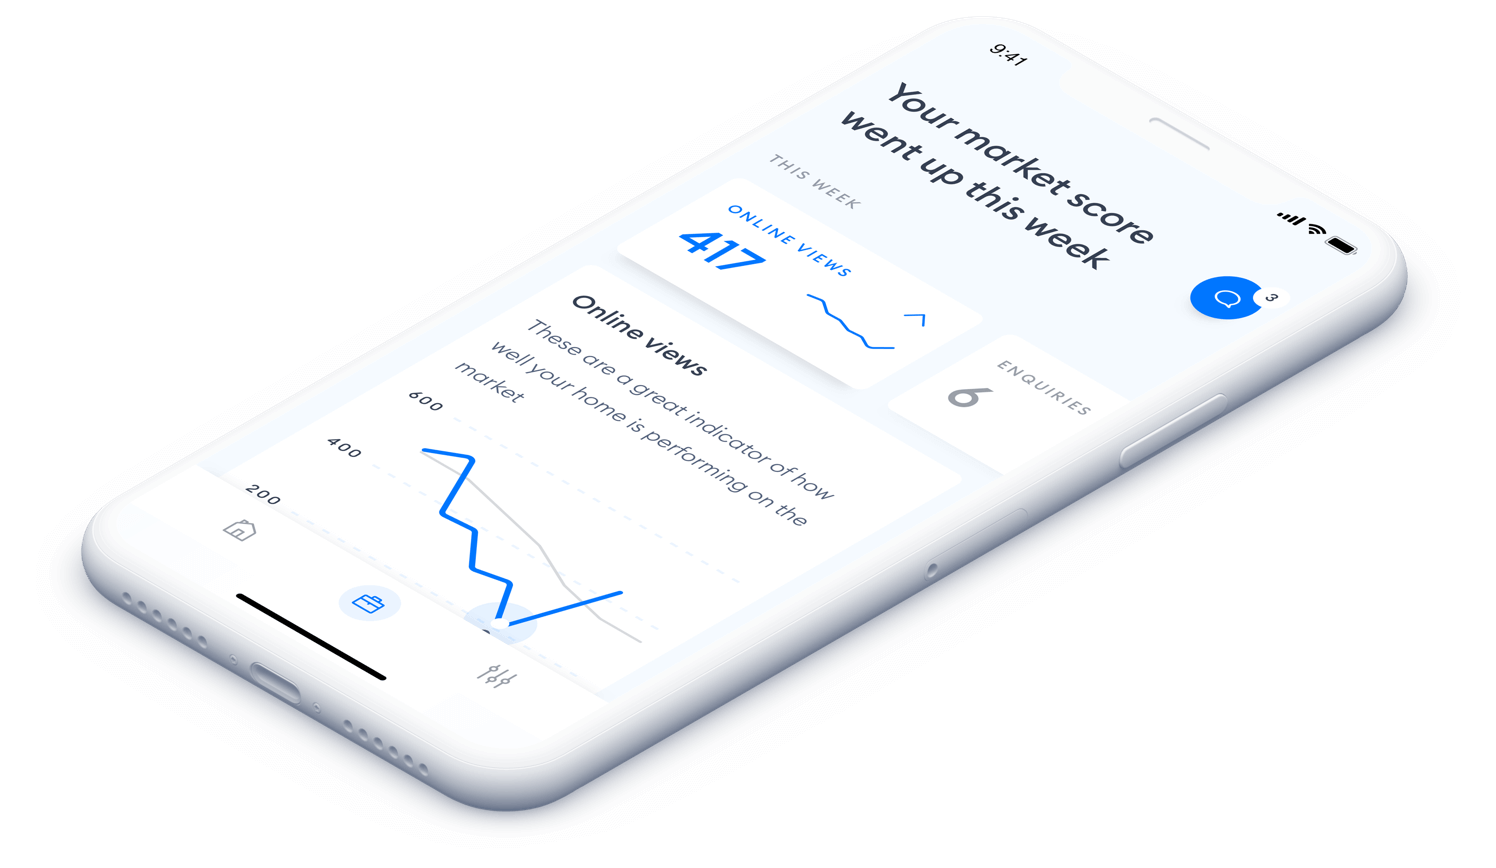 9:41
Your market score
went up this week
3
THIS WEEK
ONLINE VIEWS
417
ENQUIRIES
6
Online views
These are a great indicator of how
well your home is performing on the
market
600
400
200